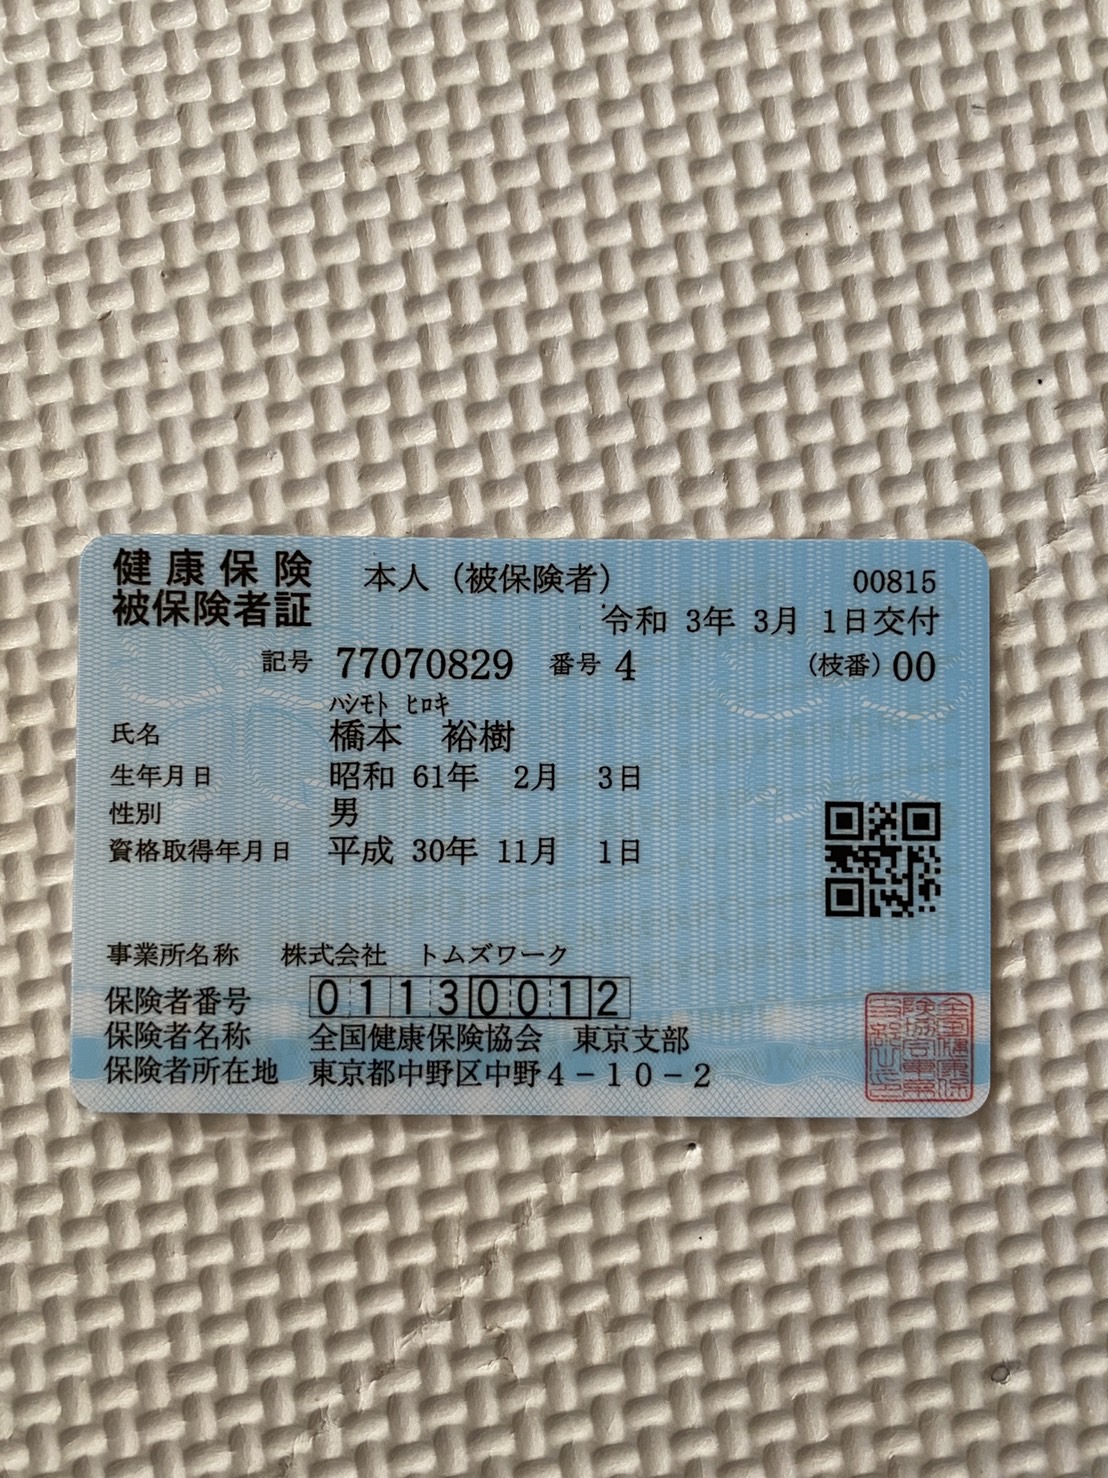 健康保険 本人（被保険者） 00815
被保険者証 令和 3年 3月 1日交付
記号 77070829 番号 4 （枝番）00
ﾊｼﾓﾄ ﾋﾛｷ
氏名 橋本 裕樹
生年月日 昭和 61年 2月 3日
性別 男
資格取得年月日 平成 30年 11月 1日
事業所名称 株式会社 トムズワーク
保険者番号 01130012
保険者名称 全国健康保険協会 東京支部
保険者所在地 東京都中野区中野4－10－2